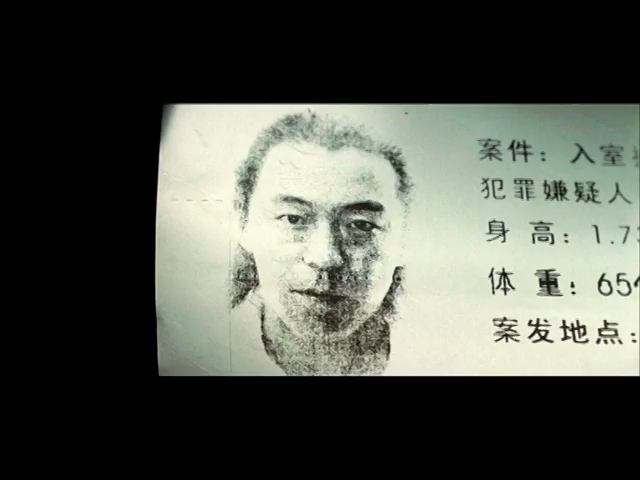 案件：入室
犯罪嫌疑人
身 高：1.7
体 重：65
案发地点：